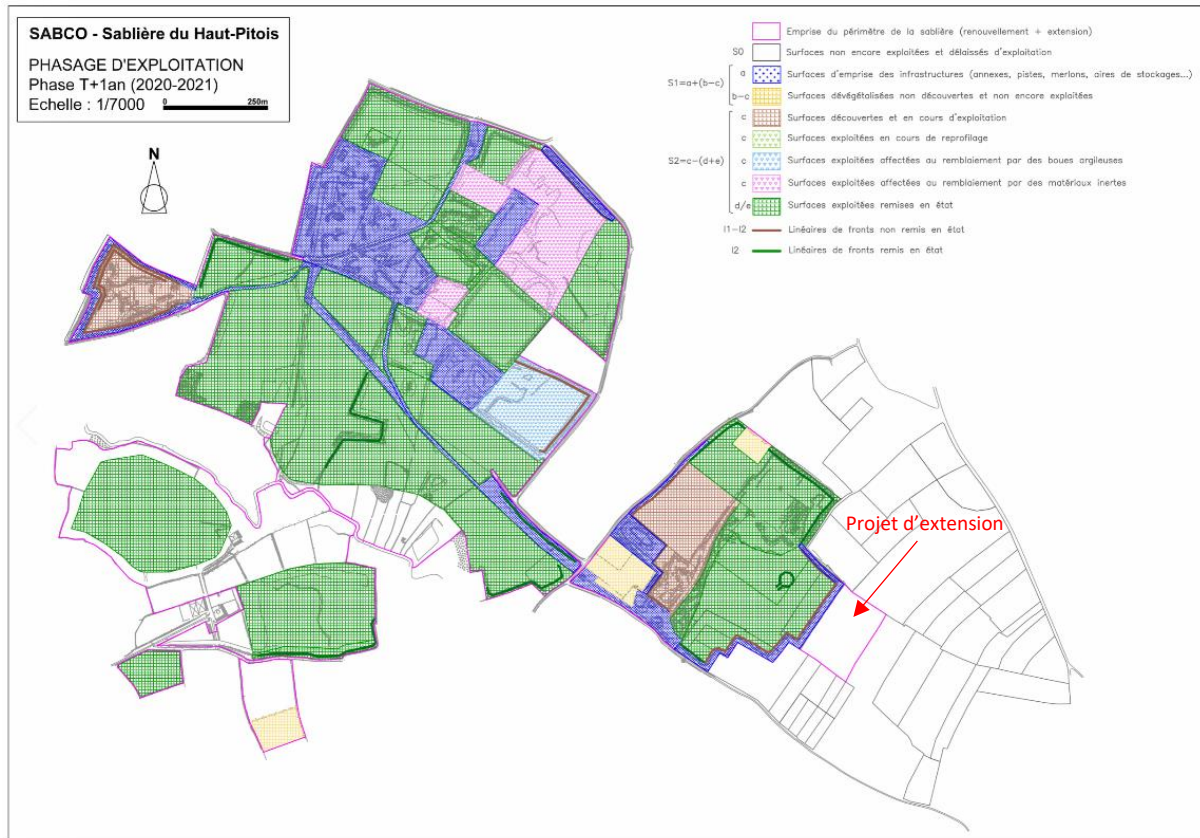 SABCO - Sablière du Haut-Pitois
PHASAGE D'EXPLOITATION
Phase T+1an (2020-2021)
Echelle : 1/7000 0 250m
N
Emprise du périmètre de la sablière (renouvellement + extension)
S0 Surfaces non encore exploitées et délaissés d'exploitation
S1=a+(b-c)
a Surfaces d'emprise des infrastructures (annexes, pistes, merlons, aires de stockages...)
b-c Surfaces dévégétalisées non découvertes et non encore exploitées
c Surfaces découvertes et en cours d'exploitation
c Surfaces exploitées en cours de reprofilage
S2=c-(d+e)
c Surfaces exploitées affectées au remblaiement par des boues argileuses
c Surfaces exploitées affectées au remblaiement par des matériaux inertes
d/e Surfaces exploitées remises en état
l1-l2 Linéaires de fronts non remis en état
l2 Linéaires de fronts remis en état
Projet d'extension